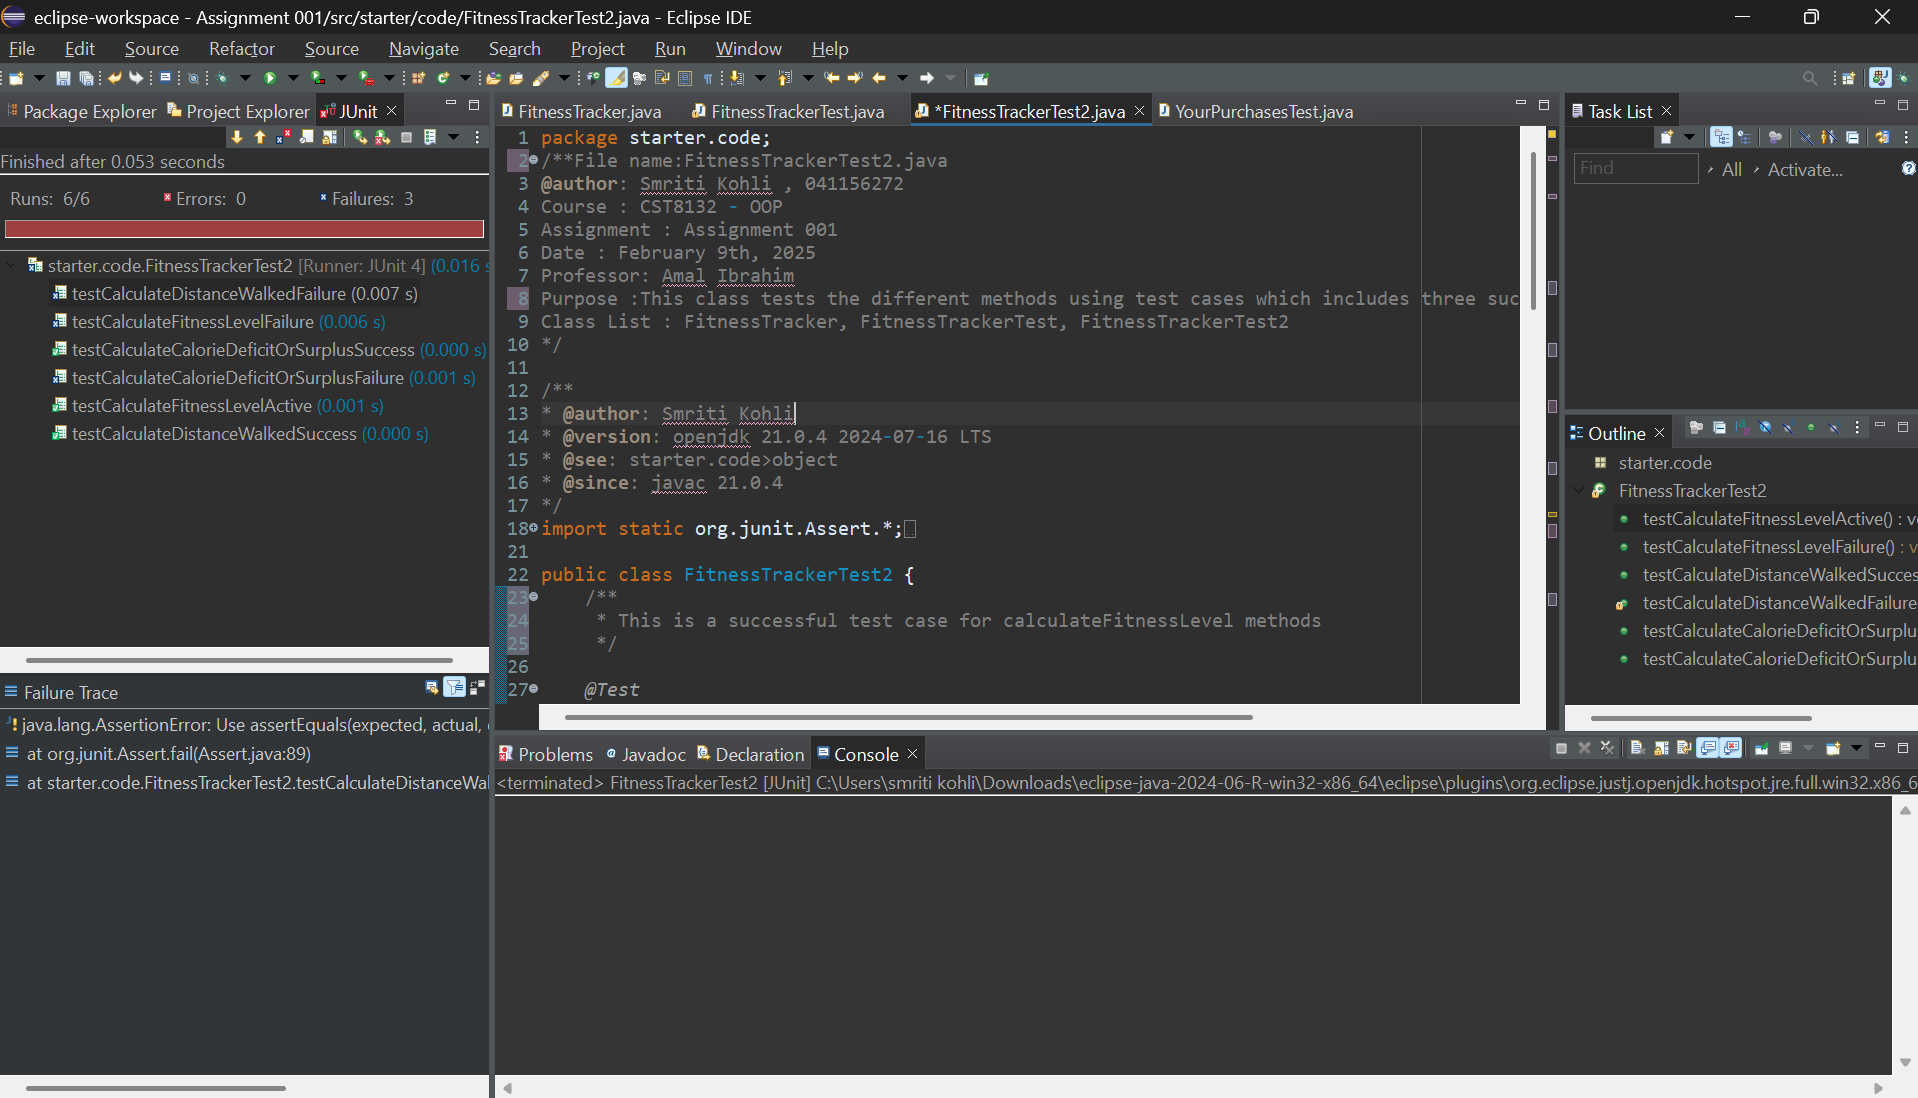 eclipse-workspace - Assignment 001/src/starter/code/FitnessTrackerTest2.java - Eclipse IDE
File Edit Source Refactor Source Navigate Search Project Run Window Help
Package Explorer Project Explorer JUnit
Finished after 0.053 seconds
Runs: 6/6 Errors: 0 Failures: 3
starter.code.FitnessTrackerTest2 [Runner: JUnit 4] (0.016 s
testCalculateDistanceWalkedFailure (0.007 s)
testCalculateFitnessLevelFailure (0.006 s)
testCalculateCalorieDeficitOrSurplusSuccess (0.000 s)
testCalculateCalorieDeficitOrSurplusFailure (0.001 s)
testCalculateFitnessLevelActive (0.001 s)
testCalculateDistanceWalkedSuccess (0.000 s)
Failure Trace
java.lang.AssertionError: Use assertEquals(expected, actual,
at org.junit.Assert.fail(Assert.java:89)
at starter.code.FitnessTrackerTest2.testCalculateDistanceWal
FitnessTracker.java FitnessTrackerTest.java *FitnessTrackerTest2.java YourPurchasesTest.java
1 package starter.code;
2 /**File name:FitnessTrackerTest2.java
3 @author: Smriti Kohli , 041156272
4 Course : CST8132 - OOP
5 Assignment : Assignment 001
6 Date : February 9th, 2025
7 Professor: Amal Ibrahim
8 Purpose :This class tests the different methods using test cases which includes three suc
9 Class List : FitnessTracker, FitnessTrackerTest, FitnessTrackerTest2
10 */
11
12 /**
13 * @author: Smriti Kohli
14 * @version: openjdk 21.0.4 2024-07-16 LTS
15 * @see: starter.code>object
16 * @since: javac 21.0.4
17 */
18 import static org.junit.Assert.*;
21
22 public class FitnessTrackerTest2 {
23 /**
24 * This is a successful test case for calculateFitnessLevel methods
25 */
26
27 @Test
Problems Javadoc Declaration Console
<terminated> FitnessTrackerTest2 [JUnit] C:\Users\smriti kohli\Downloads\eclipse-java-2024-06-R-win32-x86_64\eclipse\plugins\org.eclipse.justj.openjdk.hotspot.jre.full.win32.x86_6
Task List
Find All Activate...
Outline
starter.code
FitnessTrackerTest2
testCalculateFitnessLevelActive() : v
testCalculateFitnessLevelFailure() : v
testCalculateDistanceWalkedSucces
testCalculateDistanceWalkedFailure
testCalculateCalorieDeficitOrSurplu
testCalculateCalorieDeficitOrSurplu